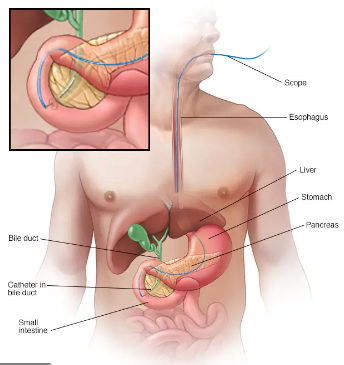 Scope
Esophagus
Liver
Stomach
Pancreas
Bile duct
Catheter in
bile duct
Small
intestine